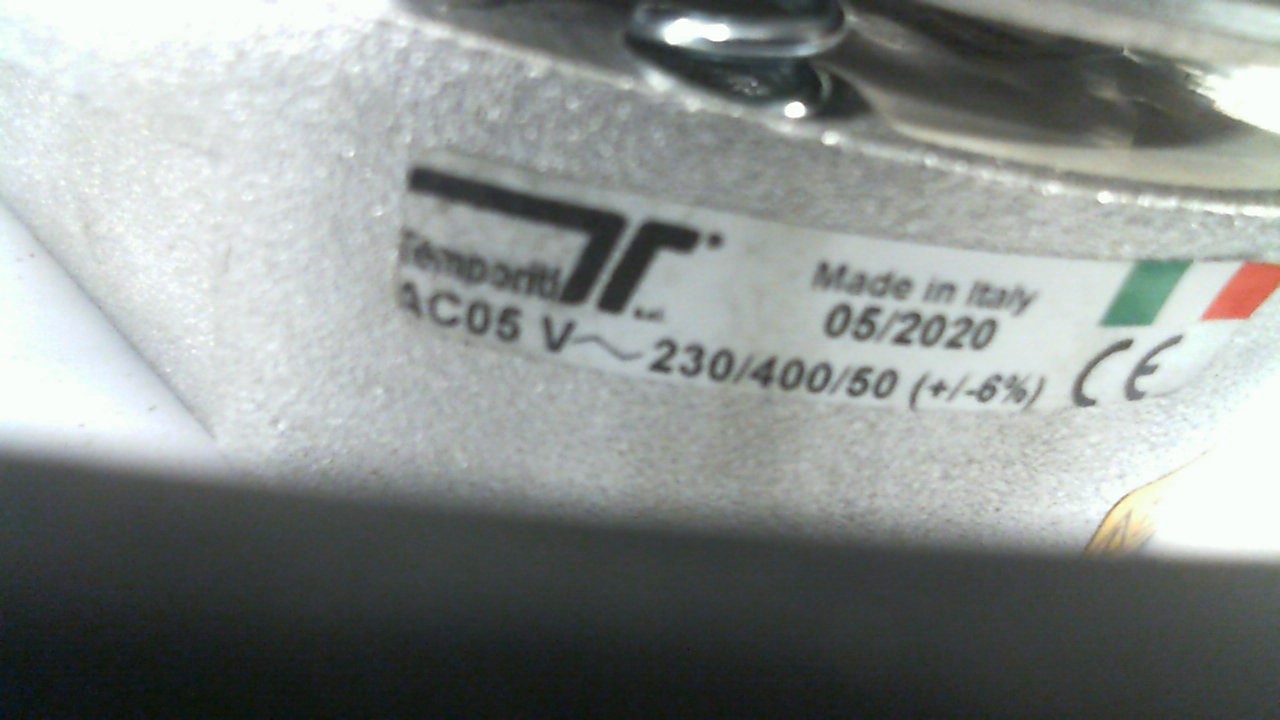 Temporiti
Made in Italy
05/2020
AC05 V~230/400/50 (+/-6%)
CE